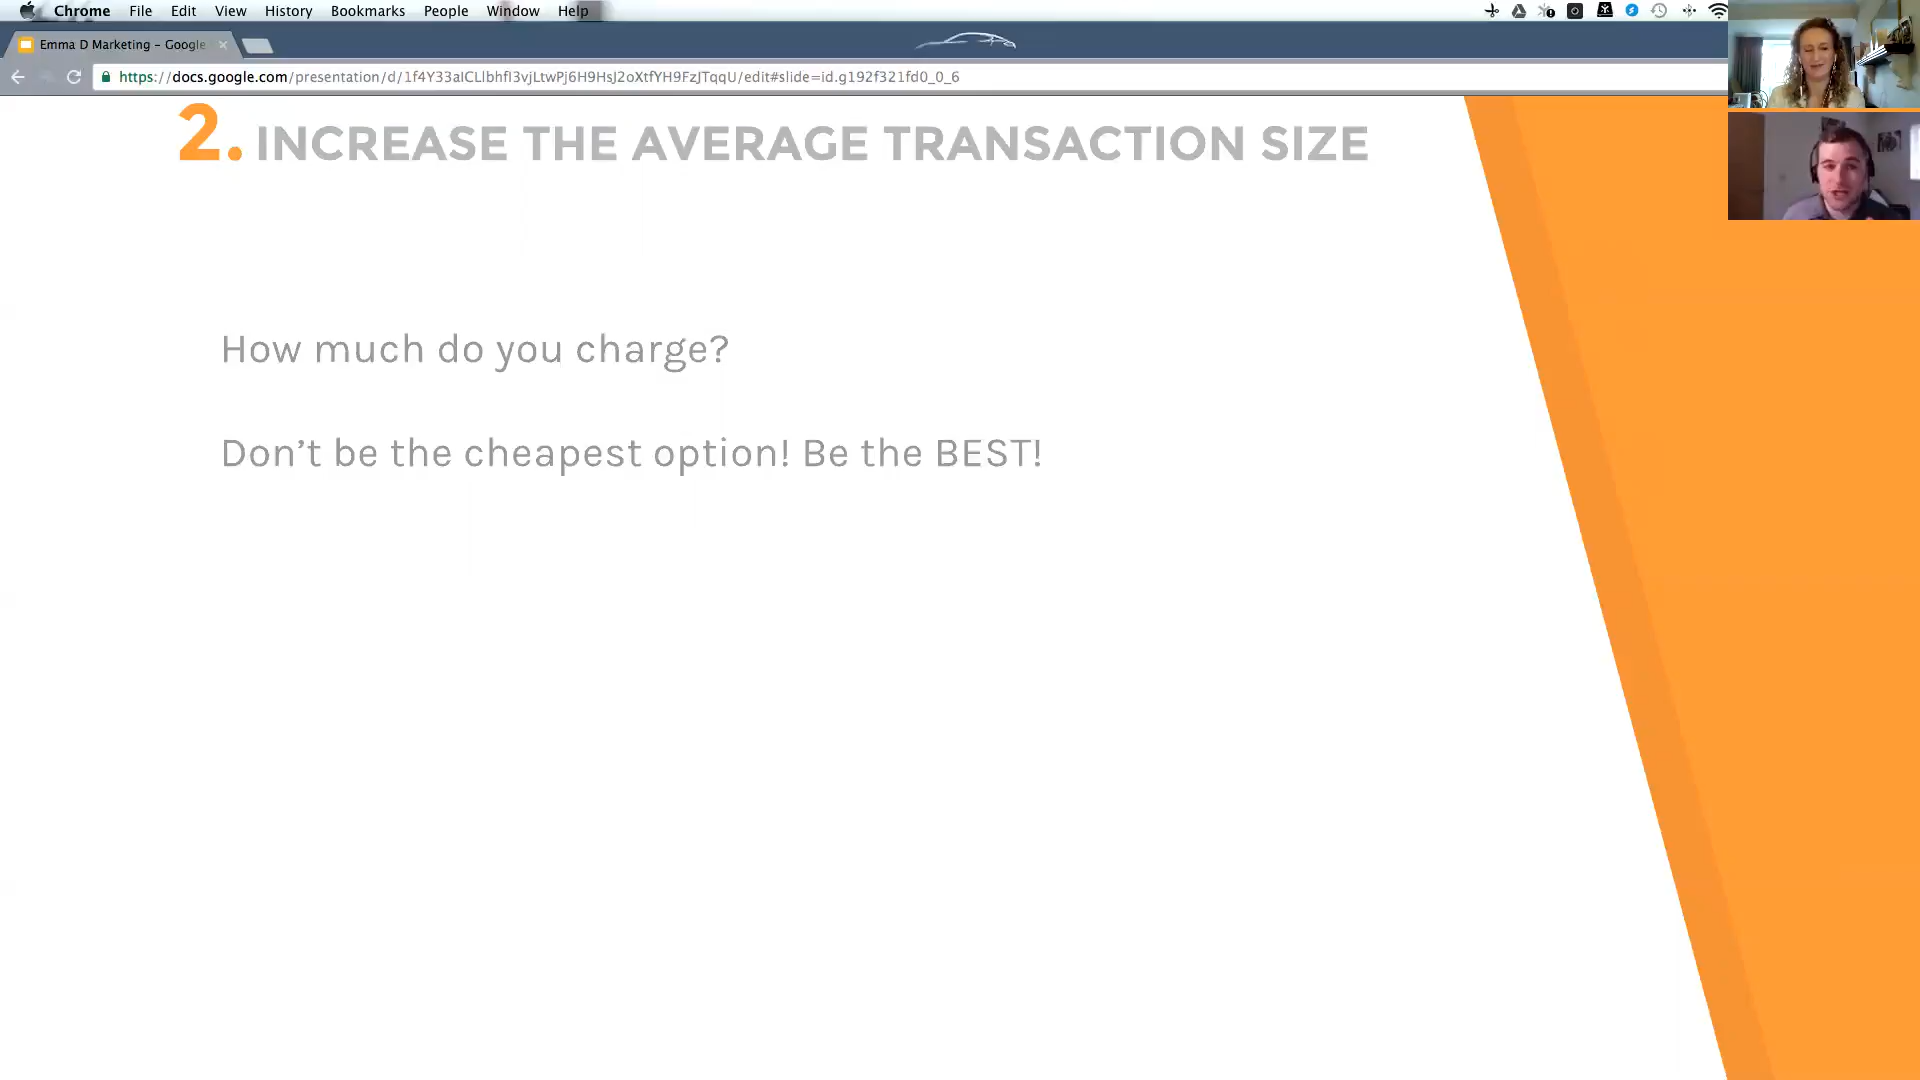 Chrome File Edit View History Bookmarks People Window Help
Emma D Marketing – Google
https://docs.google.com/presentation/d/1f4Y33aICLlbhfI3vjLtwPj6H9HsJ2oXtfYH9FzJTqqU/edit#slide=id.g192f321fd0_0_6
2. INCREASE THE AVERAGE TRANSACTION SIZE
How much do you charge?
Don’t be the cheapest option! Be the BEST!